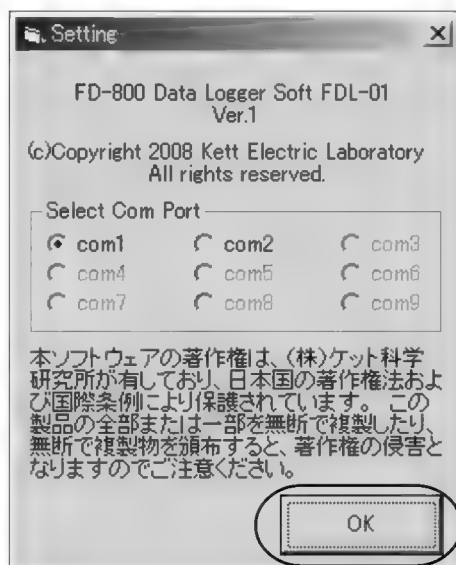 Setting
FD-800 Data Logger Soft FDL-01
Ver.1
(c)Copyright 2008 Kett Electric Laboratory
All rights reserved.
Select Com Port
com1 com2 com3
com4 com5 com6
com7 com8 com9
本ソフトウェアの著作権は、(株)ケット科学
研究所が有しており、日本国の著作権法およ
び国際条例により保護されています。 この
製品の全部または一部を無断で複製したり、
無断で複製物を頒布すると、著作権の侵害と
なりますのでご注意ください。
OK